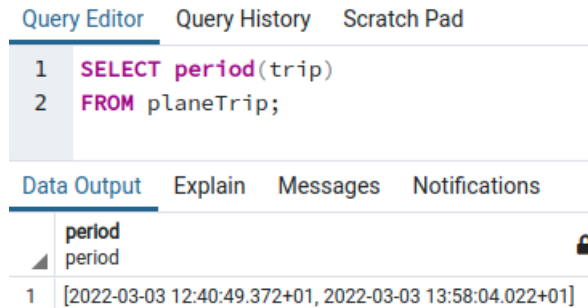 Query Editor Query History Scratch Pad
1 SELECT period(trip)
2 FROM planeTrip;
Data Output Explain Messages Notifications
period
period
1 [2022-03-03 12:40:49.372+01, 2022-03-03 13:58:04.022+01]